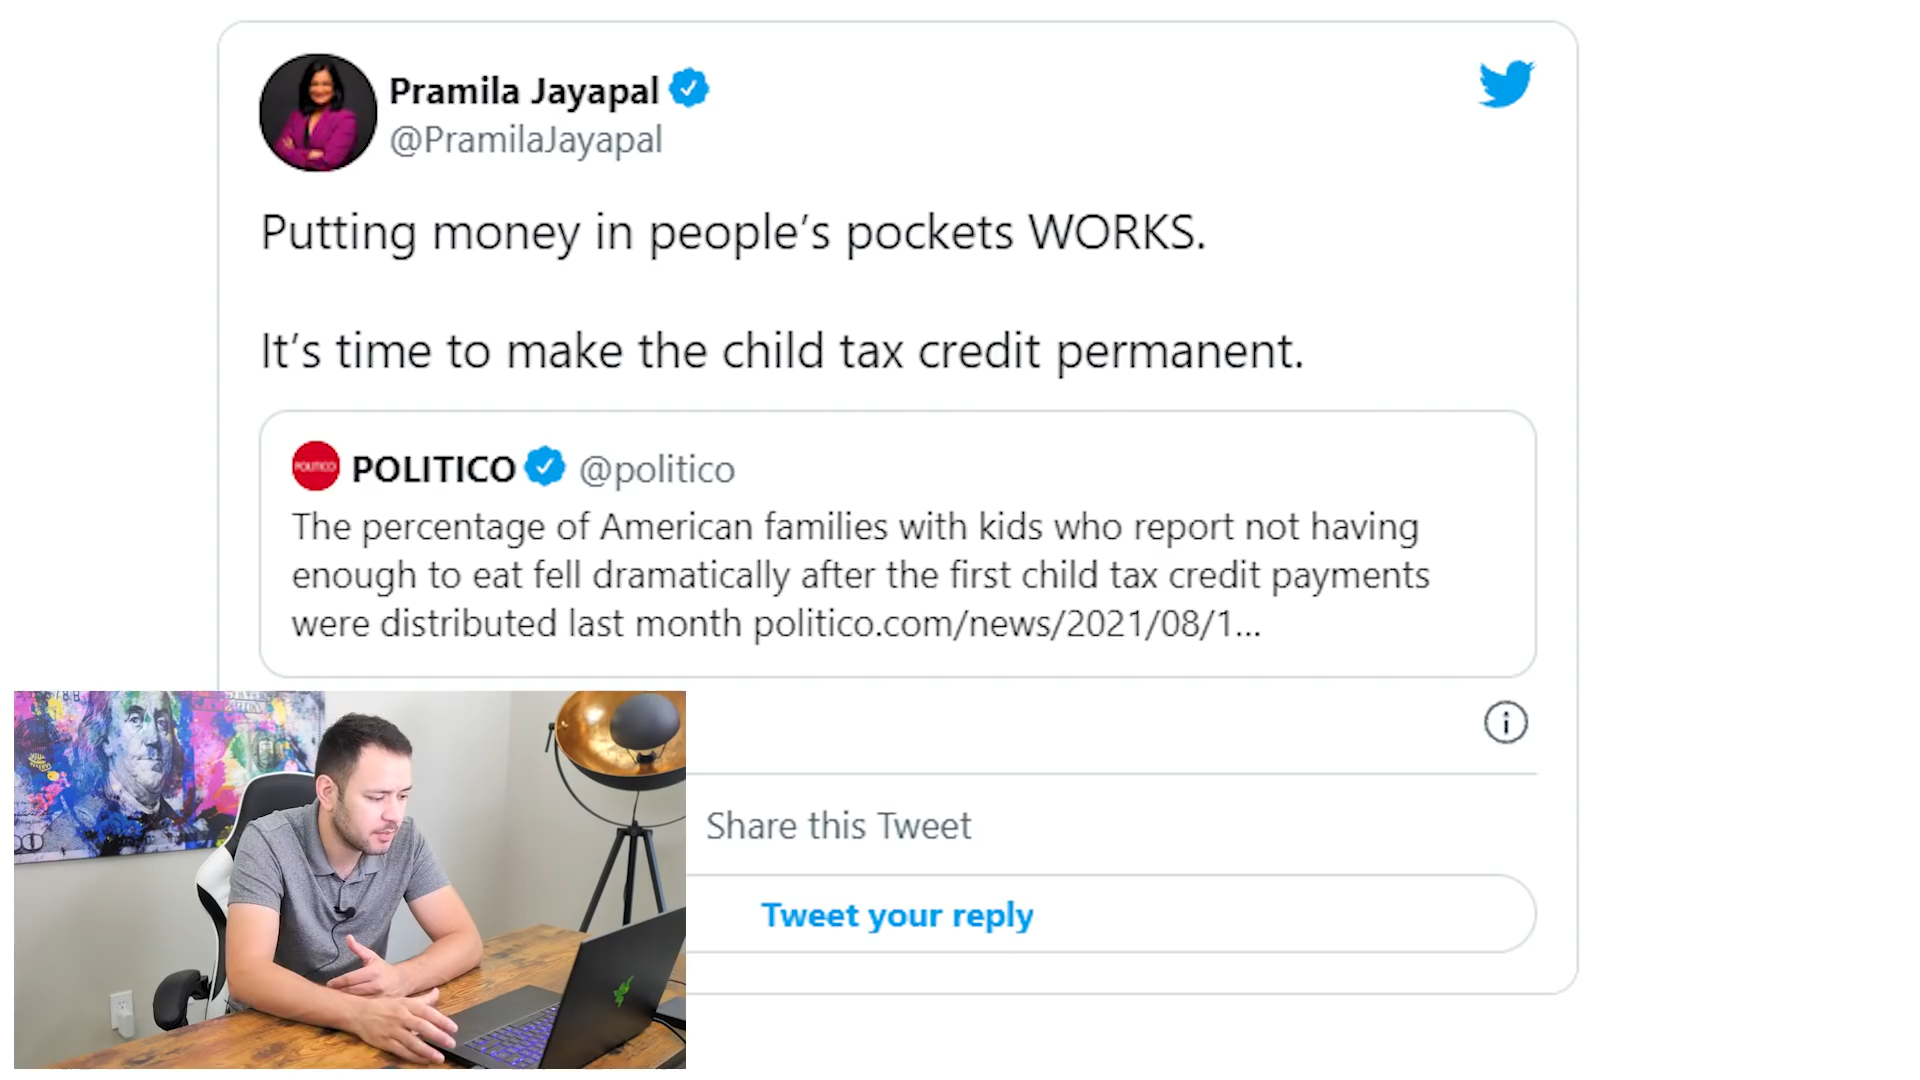 Pramila Jayapal
@PramilaJayapal
Putting money in people’s pockets WORKS.
It’s time to make the child tax credit permanent.
POLITICO
POLITICO @politico
The percentage of American families with kids who report not having
enough to eat fell dramatically after the first child tax credit payments
were distributed last month politico.com/news/2021/08/1...
Share this Tweet
Tweet your reply